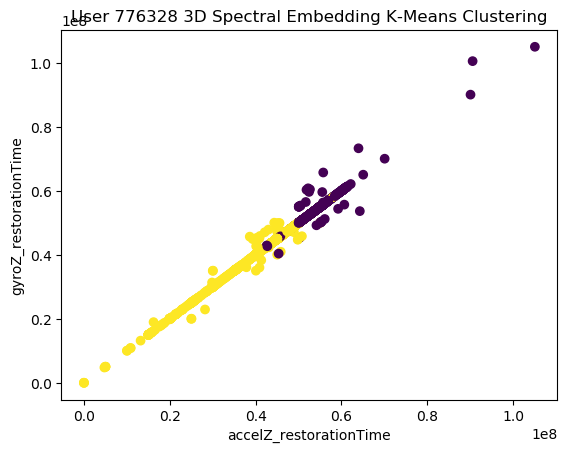 User 776328 3D Spectral Embedding K-Means Clustering
1e8
1.0
0.8
0.6
0.4
0.2
0.0
gyroZ_restorationTime
0.0 0.2 0.4 0.6 0.8 1.0
1e8
accelZ_restorationTime